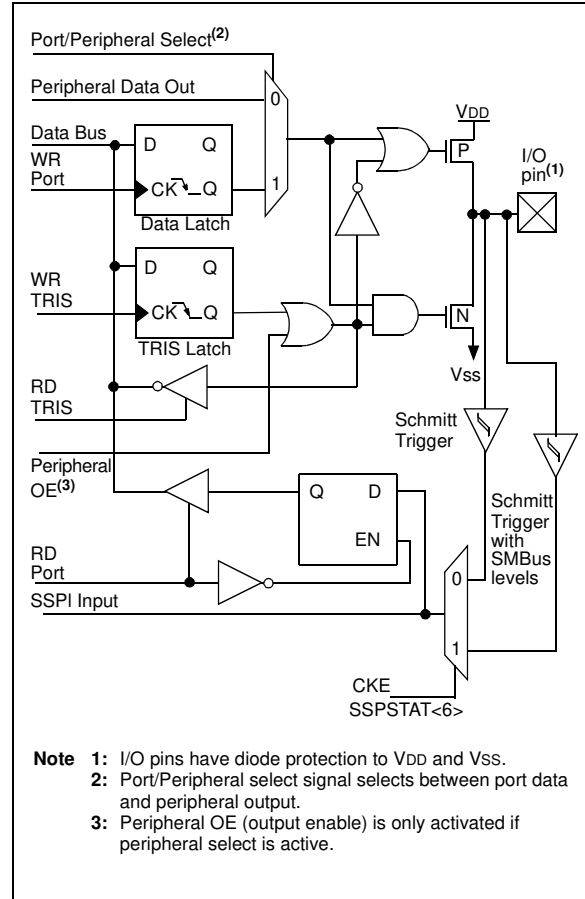 Port/Peripheral Select(2)
Peripheral Data Out
0
Data Bus
D Q
WR
Port
CK Q
1
Data Latch
VDD
P
I/O
pin(1)
D Q
WR
TRIS
CK Q
TRIS Latch
N
Vss
RD
TRIS
Schmitt
Trigger
Peripheral
OE(3)
Q D
EN
Schmitt
Trigger
with
SMBus
levels
RD
Port
0
SSPI Input
1
CKE
SSPSTAT<6>
Note 1: I/O pins have diode protection to VDD and VSS.
2: Port/Peripheral select signal selects between port data
and peripheral output.
3: Peripheral OE (output enable) is only activated if
peripheral select is active.